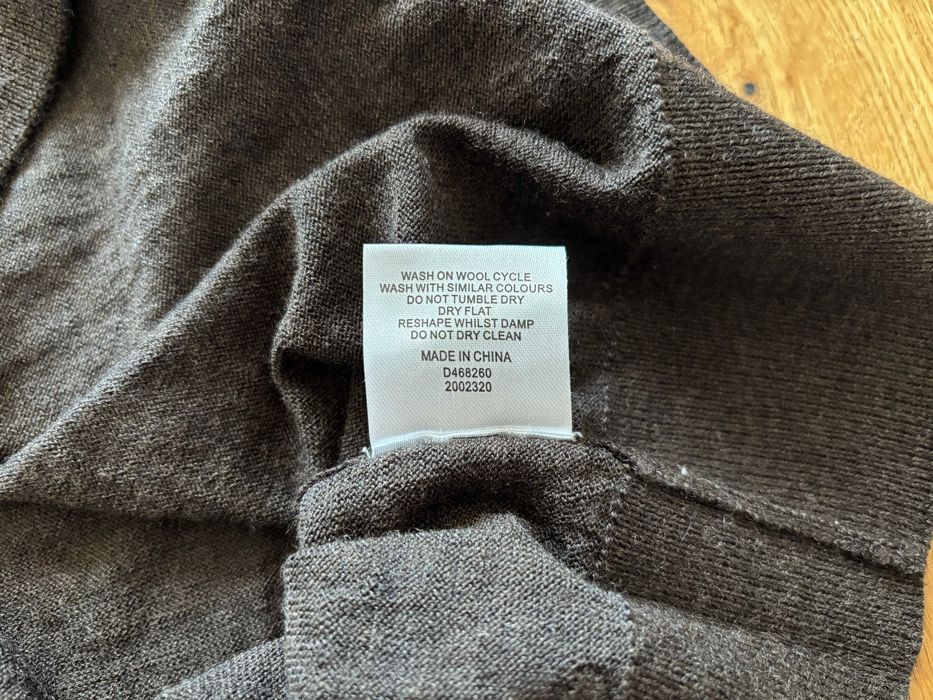 WASH ON WOOL CYCLE
WASH WITH SIMILAR COLOURS
DO NOT TUMBLE DRY
DRY FLAT
RESHAPE WHILST DAMP
DO NOT DRY CLEAN
MADE IN CHINA
D468260
2002320